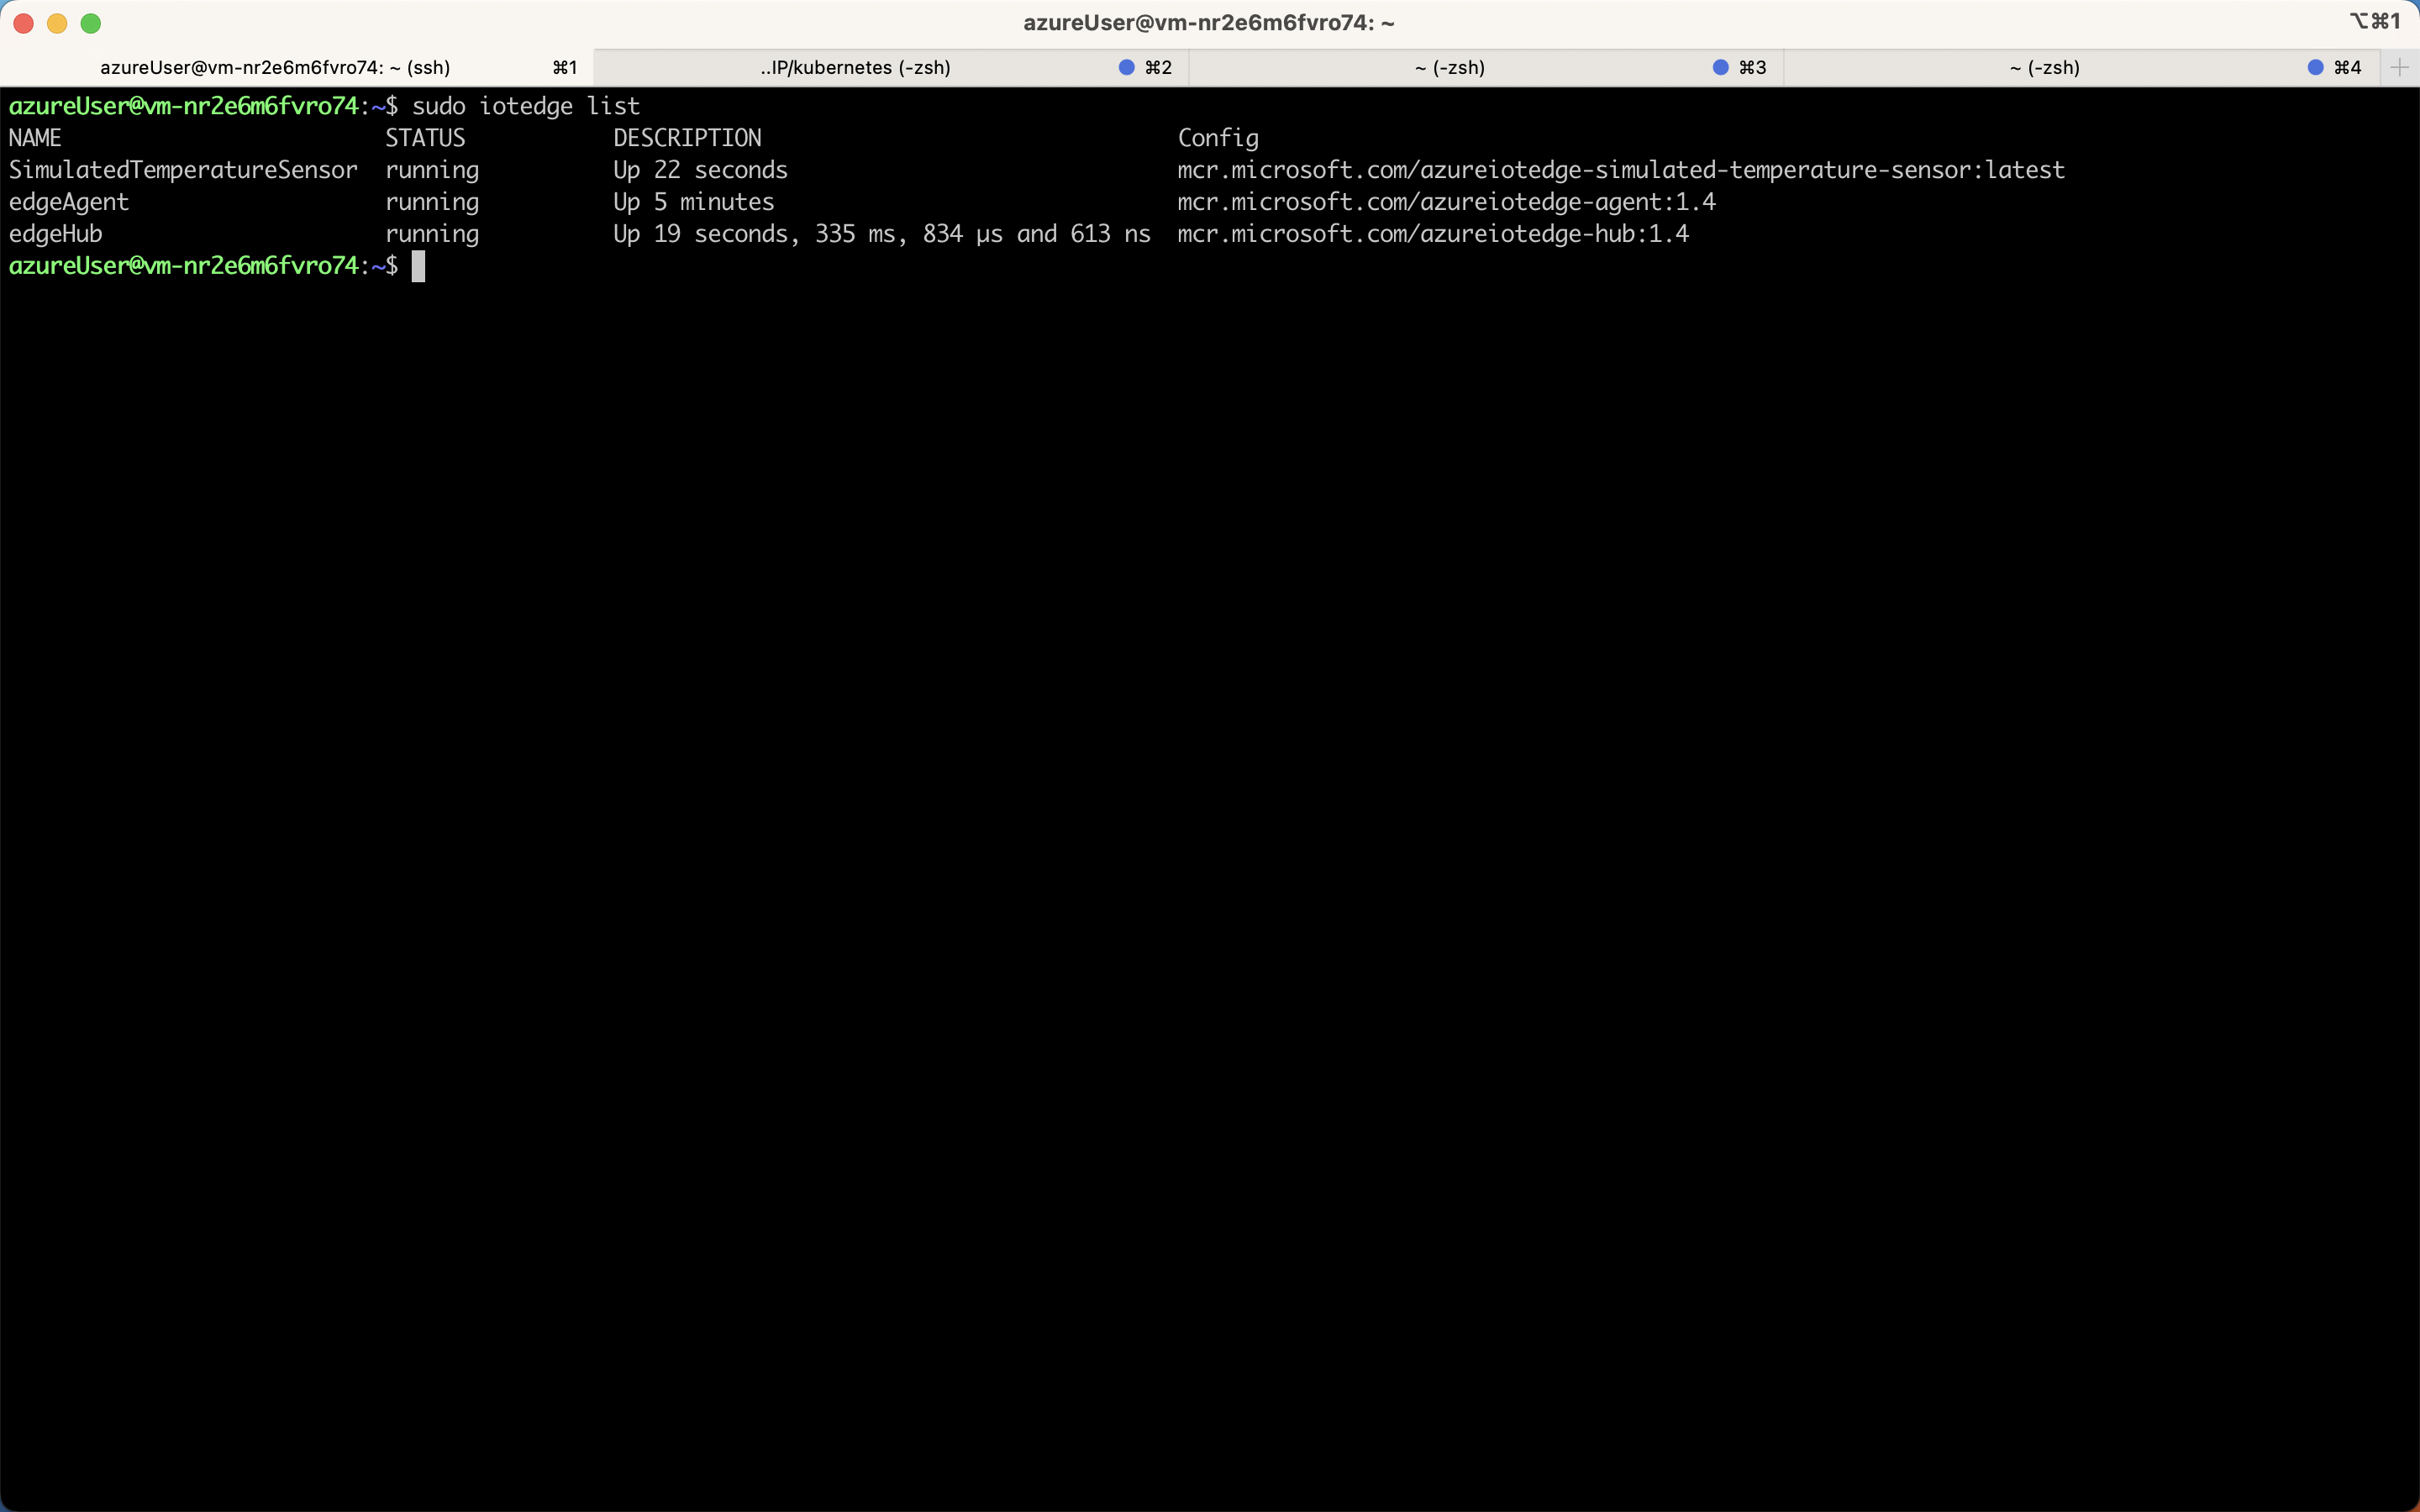 azureUser@vm-nr2e6m6fvro74: ~
⌥⌘1
azureUser@vm-nr2e6m6fvro74: ~ (ssh) ⌘1 ..IP/kubernetes (-zsh) ⌘2 ~ (-zsh) ⌘3 ~ (-zsh) ⌘4
azureUser@vm-nr2e6m6fvro74:~$ sudo iotedge list
NAME STATUS DESCRIPTION Config
SimulatedTemperatureSensor running Up 22 seconds mcr.microsoft.com/azureiotedge-simulated-temperature-sensor:latest
edgeAgent running Up 5 minutes mcr.microsoft.com/azureiotedge-agent:1.4
edgeHub running Up 19 seconds, 335 ms, 834 µs and 613 ns mcr.microsoft.com/azureiotedge-hub:1.4
azureUser@vm-nr2e6m6fvro74:~$